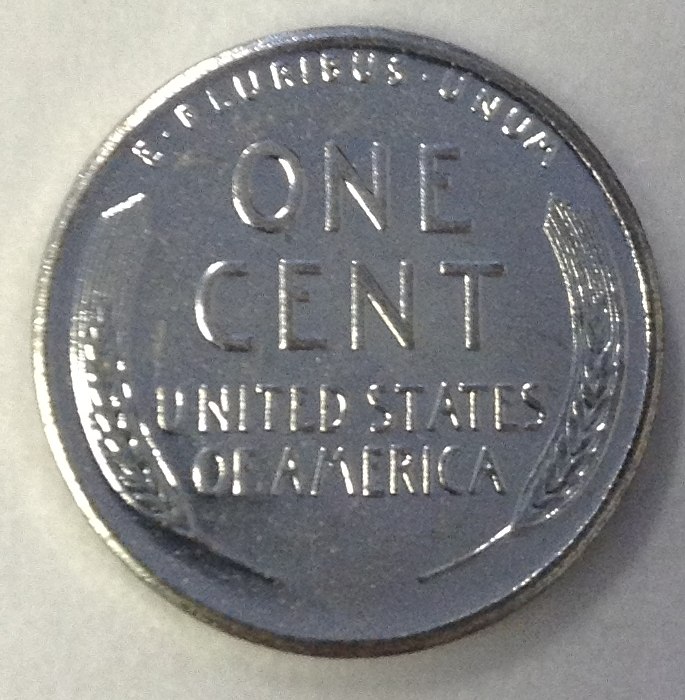 E · PLURIBUS · UNUM
ONE
CENT
UNITED STATES
OF AMERICA